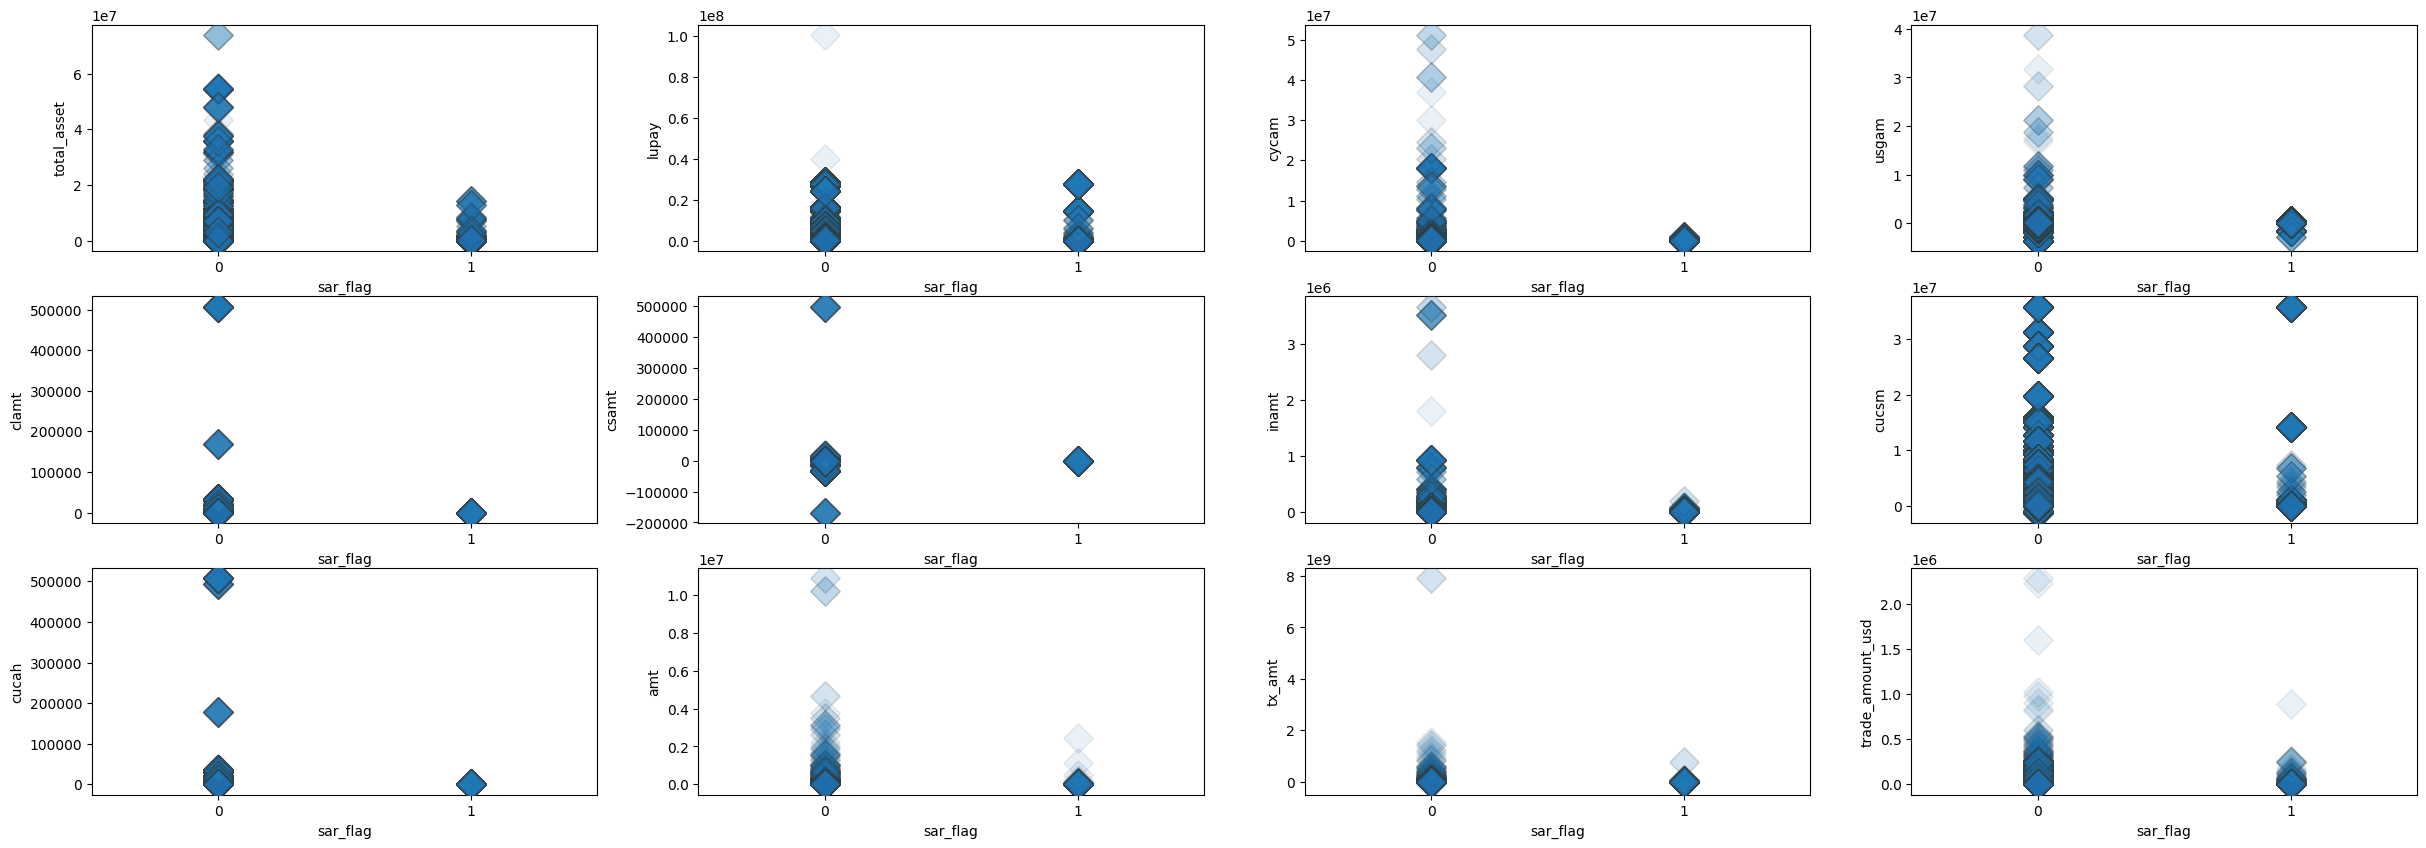 1e7
total_asset
6
4
2
0
0 1
sar_flag
1e8
lupay
1.0
0.8
0.6
0.4
0.2
0.0
0 1
sar_flag
1e7
cycam
5
4
3
2
1
0
0 1
sar_flag
1e7
usgam
4
3
2
1
0
0 1
sar_flag
clamt
500000
400000
300000
200000
100000
0
0 1
sar_flag
csamt
500000
400000
300000
200000
100000
0
−100000
−200000
0 1
sar_flag
1e6
inamt
3
2
1
0
0 1
sar_flag
1e7
cucsm
3
2
1
0
0 1
sar_flag
cucah
500000
400000
300000
200000
100000
0
0 1
sar_flag
1e7
amt
1.0
0.8
0.6
0.4
0.2
0.0
0 1
sar_flag
1e9
tx_amt
8
6
4
2
0
0 1
sar_flag
1e6
trade_amount_usd
2.0
1.5
1.0
0.5
0.0
0 1
sar_flag